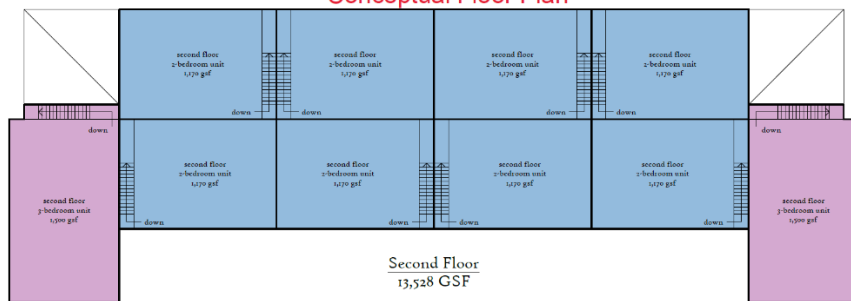 Conceptual Floor Plan
second floor
2-bedroom unit
1,170 gsf
down
second floor
2-bedroom unit
1,170 gsf
down
second floor
2-bedroom unit
1,170 gsf
down
second floor
2-bedroom unit
1,170 gsf
down
down
down
second floor
3-bedroom unit
1,500 gsf
second floor
2-bedroom unit
1,170 gsf
down
second floor
2-bedroom unit
1,170 gsf
down
second floor
2-bedroom unit
1,170 gsf
down
second floor
2-bedroom unit
1,170 gsf
down
second floor
3-bedroom unit
1,500 gsf
Second Floor
13,528 GSF